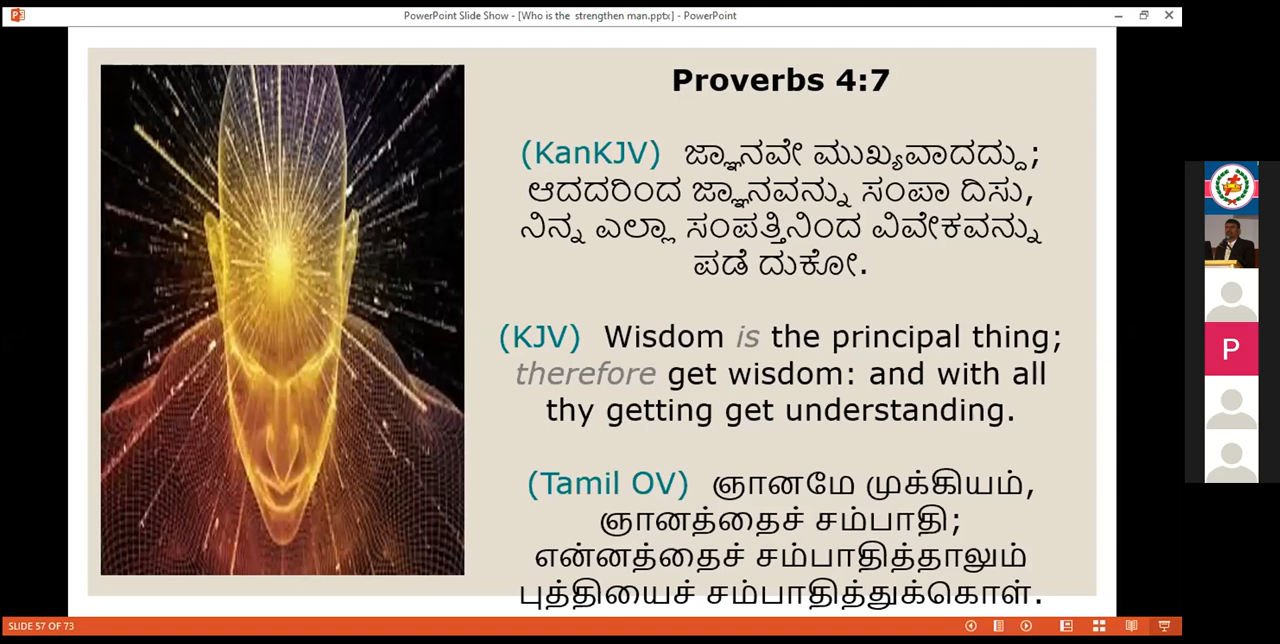 PowerPoint Slide Show - [Who is the  strengthen man.pptx] - PowerPoint
Proverbs 4:7
(KanKJV) ಜ್ಞಾನವೇ ಮುಖ್ಯವಾದದ್ದು;
ಆದದರಿಂದ ಜ್ಞಾನವನ್ನು ಸಂಪಾ ದಿಸು,
ನಿನ್ನ ಎಲ್ಲಾ ಸಂಪತ್ತಿನಿಂದ ವಿವೇಕವನ್ನು
ಪಡೆ ದುಕೋ.
(KJV) Wisdom is the principal thing;
therefore get wisdom: and with all
thy getting get understanding.
(Tamil OV) ஞானமே முக்கியம்,
ஞானத்தைச் சம்பாதி;
என்னத்தைச் சம்பாதித்தாலும்
புத்தியைச் சம்பாதித்துக்கொள்.
P
SLIDE 57 OF 73